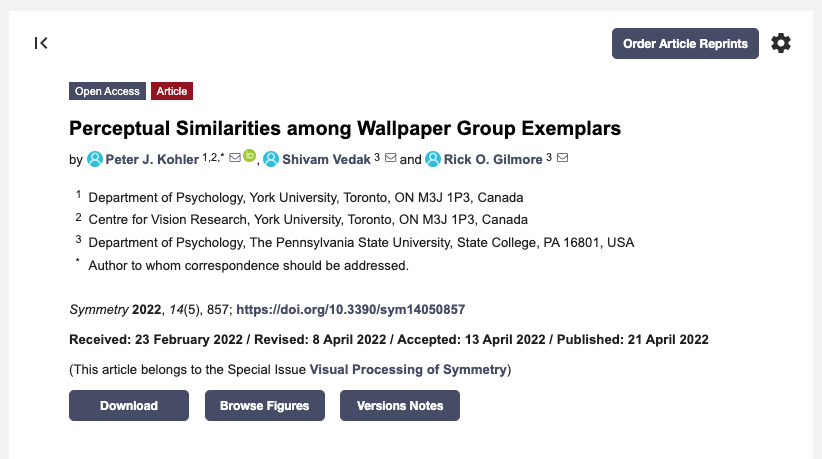 Order Article Reprints
Open Access Article
Perceptual Similarities among Wallpaper Group Exemplars
by Peter J. Kohler 1,2,* iD, Shivam Vedak 3 and Rick O. Gilmore 3
1 Department of Psychology, York University, Toronto, ON M3J 1P3, Canada
2 Centre for Vision Research, York University, Toronto, ON M3J 1P3, Canada
3 Department of Psychology, The Pennsylvania State University, State College, PA 16801, USA
* Author to whom correspondence should be addressed.
Symmetry 2022, 14(5), 857; https://doi.org/10.3390/sym14050857
Received: 23 February 2022 / Revised: 8 April 2022 / Accepted: 13 April 2022 / Published: 21 April 2022
(This article belongs to the Special Issue Visual Processing of Symmetry)
Download Browse Figures Versions Notes